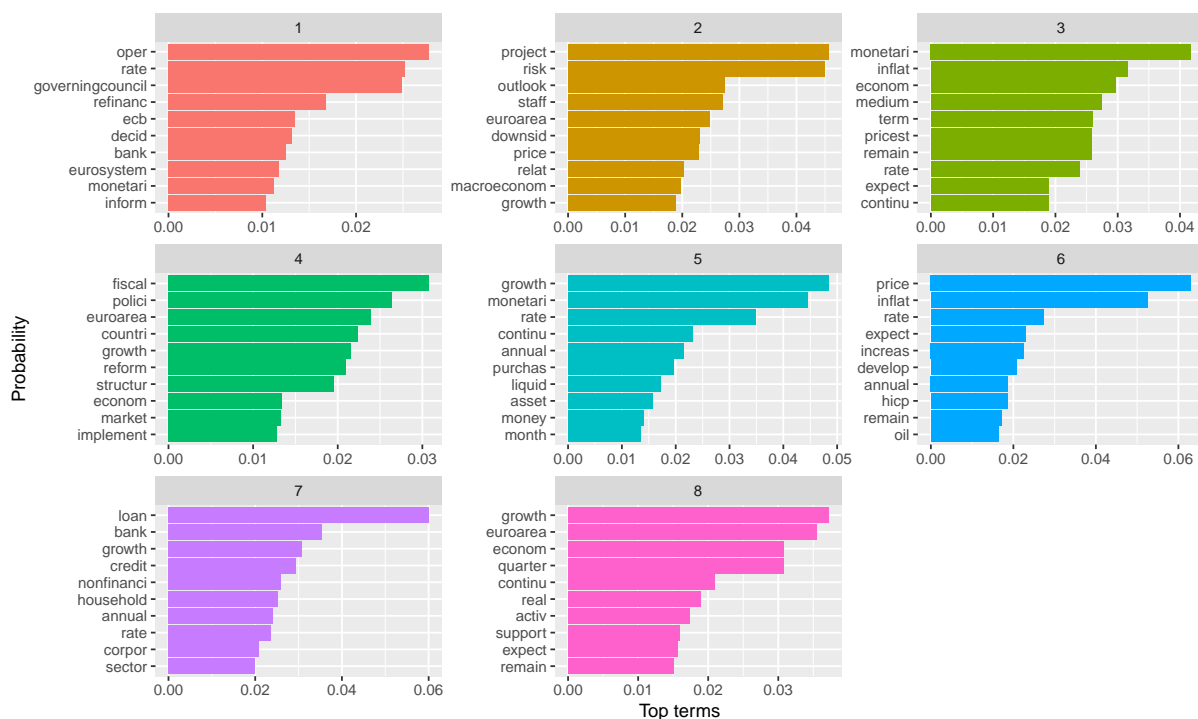 1
oper
rate
governingcouncil
refinanc
ecb
decid
bank
eurosystem
monetari
inform
0.00 0.01 0.02
2
project
risk
outlook
staff
euroarea
downsid
price
relat
macroeconom
growth
0.00 0.01 0.02 0.03 0.04
3
monetari
inflat
econom
medium
term
pricest
remain
rate
expect
continu
0.00 0.01 0.02 0.03 0.04
4
fiscal
polici
euroarea
countri
growth
reform
structur
econom
market
implement
0.00 0.01 0.02 0.03
5
growth
monetari
rate
continu
annual
purchas
liquid
asset
money
month
0.00 0.01 0.02 0.03 0.04 0.05
6
price
inflat
rate
expect
increas
develop
annual
hicp
remain
oil
0.00 0.02 0.04 0.06
7
loan
bank
growth
credit
nonfinanci
household
annual
rate
corpor
sector
0.00 0.02 0.04 0.06
8
growth
euroarea
econom
quarter
continu
real
activ
support
expect
remain
0.00 0.01 0.02 0.03
Probability
Top terms